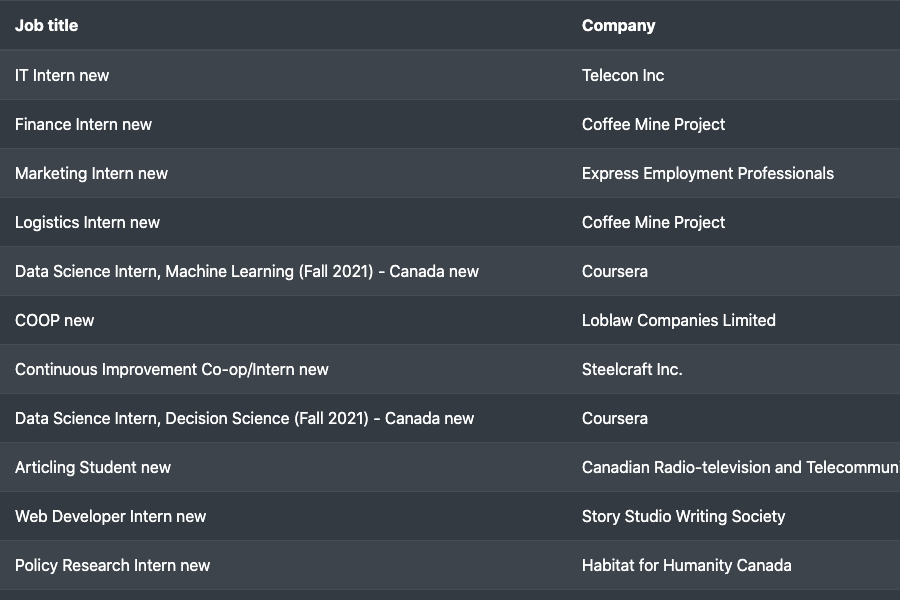 Job title Company
IT Intern new Telecon Inc
Finance Intern new Coffee Mine Project
Marketing Intern new Express Employment Professionals
Logistics Intern new Coffee Mine Project
Data Science Intern, Machine Learning (Fall 2021) - Canada new Coursera
COOP new Loblaw Companies Limited
Continuous Improvement Co-op/Intern new Steelcraft Inc.
Data Science Intern, Decision Science (Fall 2021) - Canada new Coursera
Articling Student new Canadian Radio-television and Telecommuni
Web Developer Intern new Story Studio Writing Society
Policy Research Intern new Habitat for Humanity Canada